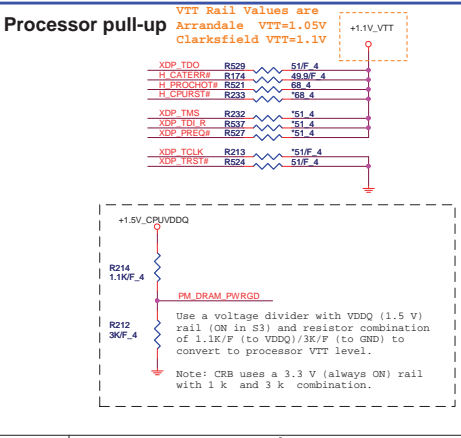 Processor pull-up
VTT Rail Values are
Arrandale VTT=1.05V
Clarksfield VTT=1.1V
+1.1V_VTT
XDP_TDO R529 51/F_4
H_CATERR# R174 49.9/F_4
H_PROCHOT# R521 68_4
H_CPURST# R233 *68_4
XDP_TMS R232 *51_4
XDP_TDI_R R537 *51_4
XDP_PREQ# R527 *51_4
XDP_TCLK R213 *51/F_4
XDP_TRST# R524 51/F_4
+1.5V_CPUVDDQ
R214
1.1K/F_4
PM_DRAM_PWRGD
R212
3K/F_4
Use a voltage divider with VDDQ (1.5 V)
rail (ON in S3) and resistor combination
of 1.1K/F (to VDDQ)/3K/F (to GND) to
convert to processor VTT level.
Note: CRB uses a 3.3 V (always ON) rail
with 1 k and 3 k combination.